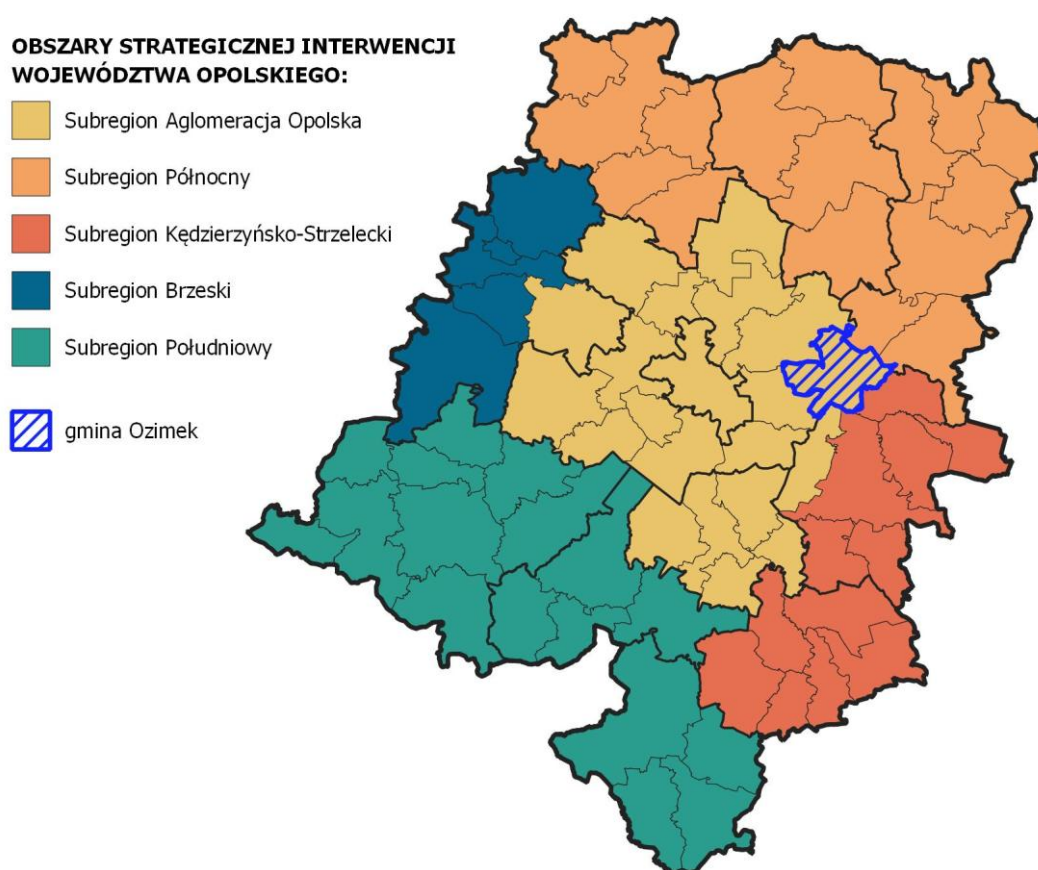 OBSZARY STRATEGICZNEJ INTERWENCJI
WOJEWÓDZTWA OPOLSKIEGO:
Subregion Aglomeracja Opolska
Subregion Północny
Subregion Kędzierzyńsko-Strzelecki
Subregion Brzeski
Subregion Południowy
gmina Ozimek